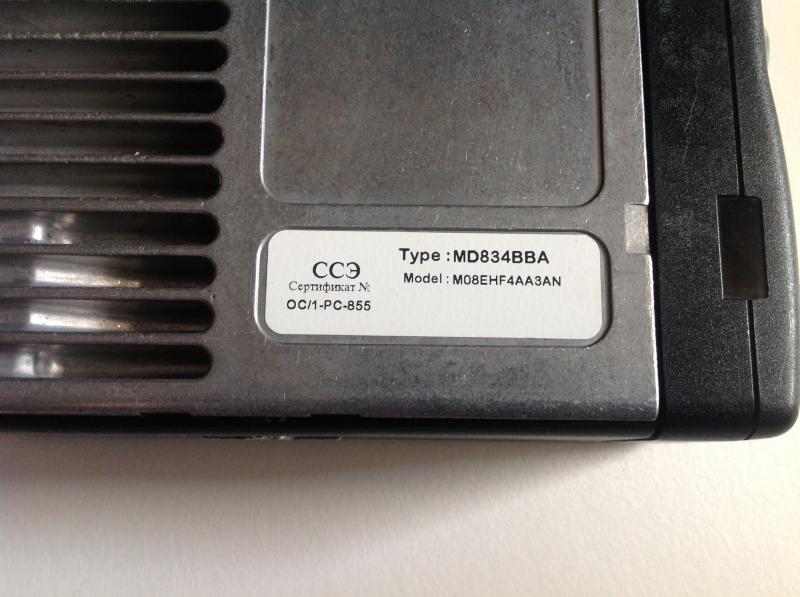 ССЭ
Сертификат №
ОС/1-РС-855
Type : MD834BBA
Model : M08EHF4AA3AN